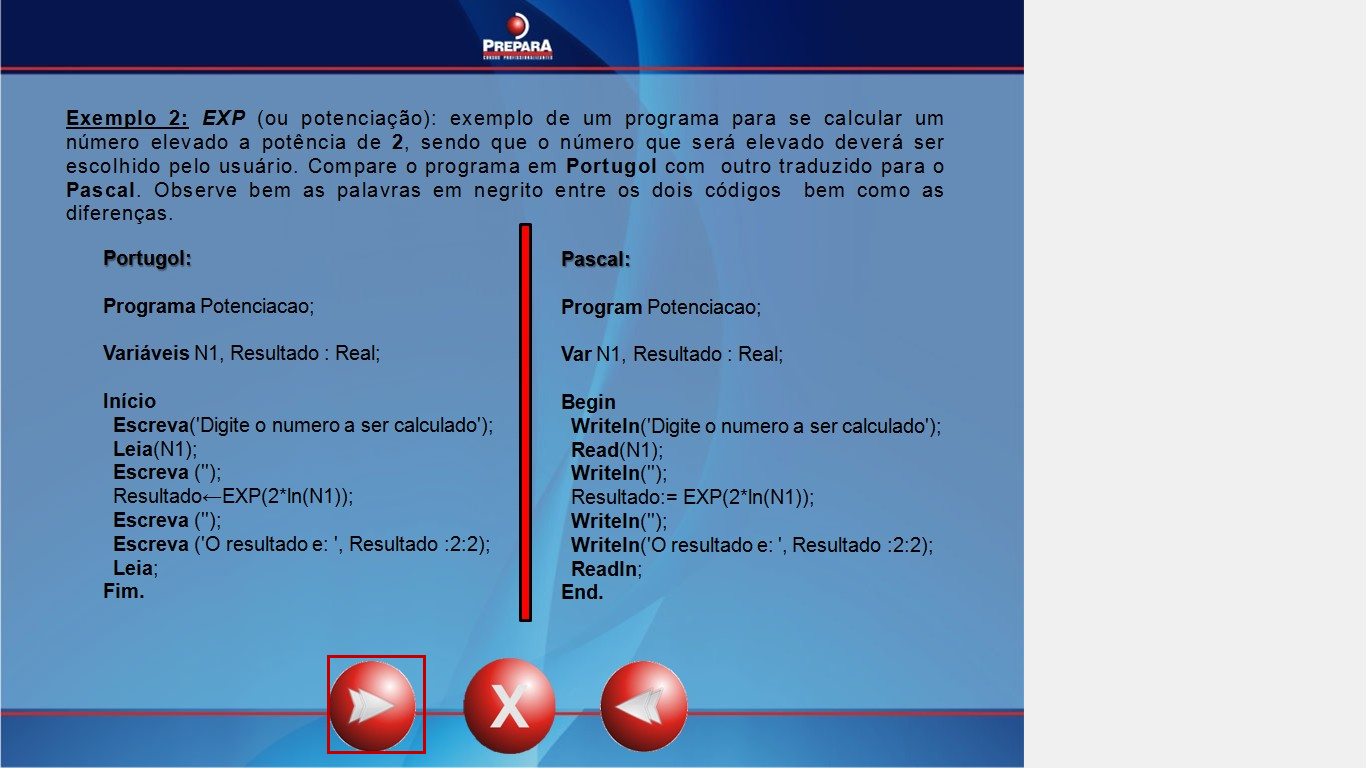 PREPARA
CURSOS PROFISSIONALIZANTES
Exemplo 2: EXP (ou potenciação): exemplo de um programa para se calcular um
número elevado a potência de 2, sendo que o número que será elevado deverá ser
escolhido pelo usuário. Compare o programa em Portugol com outro traduzido para o
Pascal. Observe bem as palavras em negrito entre os dois códigos bem como as
diferenças.
Portugol:
Programa Potenciacao;
Variáveis N1, Resultado : Real;
Início
Escreva('Digite o numero a ser calculado');
Leia(N1);
Escreva ('');
Resultado←EXP(2*ln(N1));
Escreva ('');
Escreva ('O resultado e: ', Resultado :2:2);
Leia;
Fim.
Pascal:
Program Potenciacao;
Var N1, Resultado : Real;
Begin
Writeln('Digite o numero a ser calculado');
Read(N1);
Writeln('');
Resultado:= EXP(2*ln(N1));
Writeln('');
Writeln('O resultado e: ', Resultado :2:2);
Readln;
End.
X